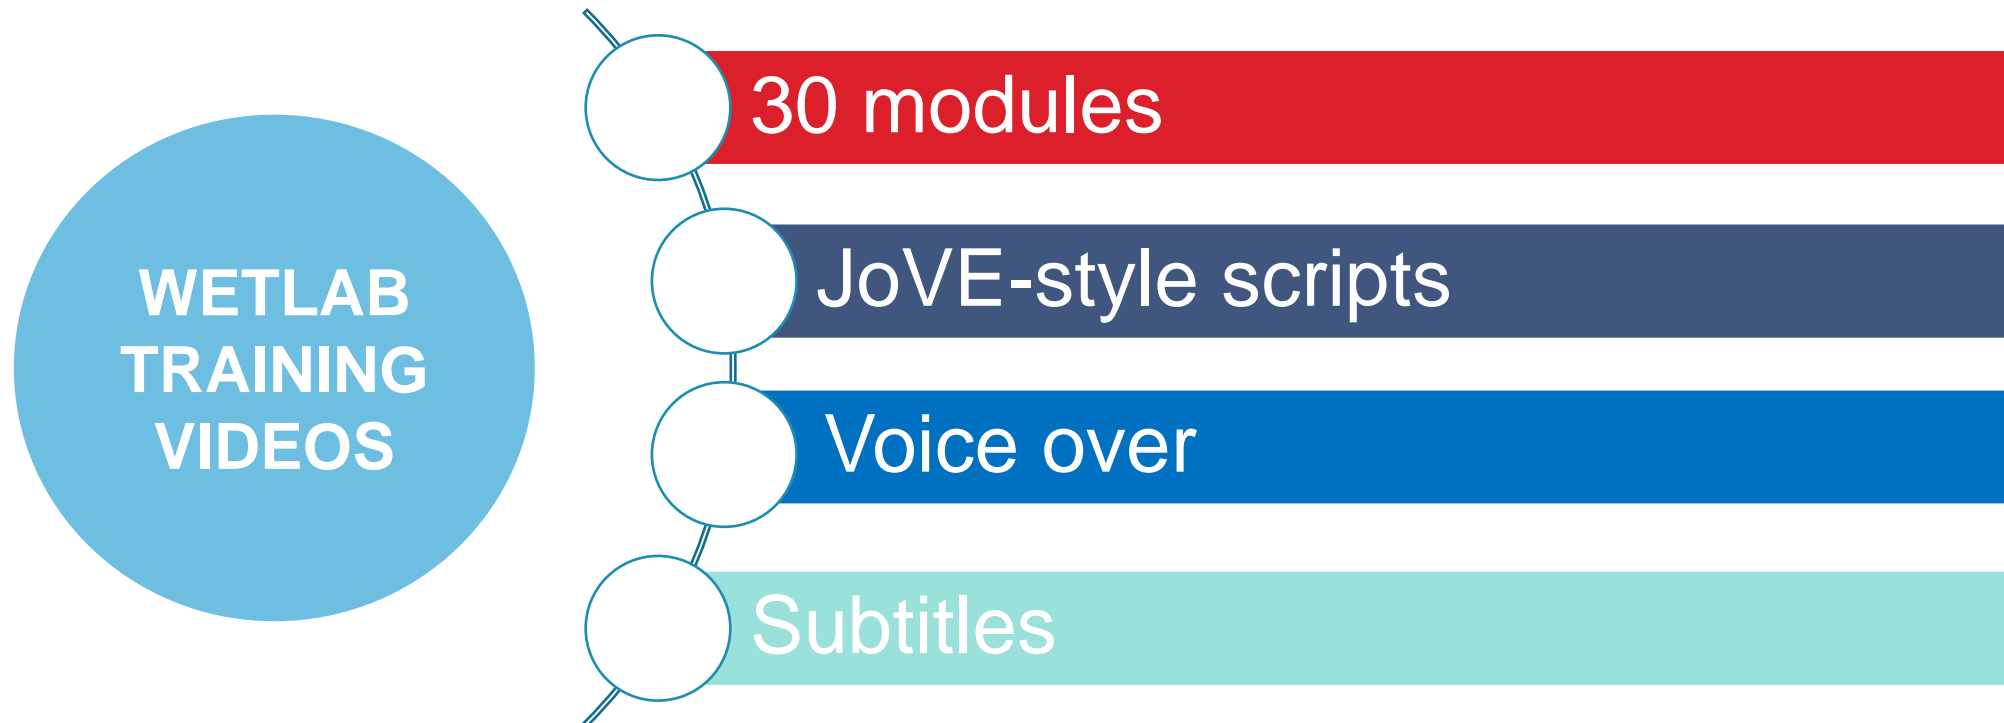 WETLAB
TRAINING
VIDEOS
30 modules
JoVE-style scripts
Voice over
Subtitles